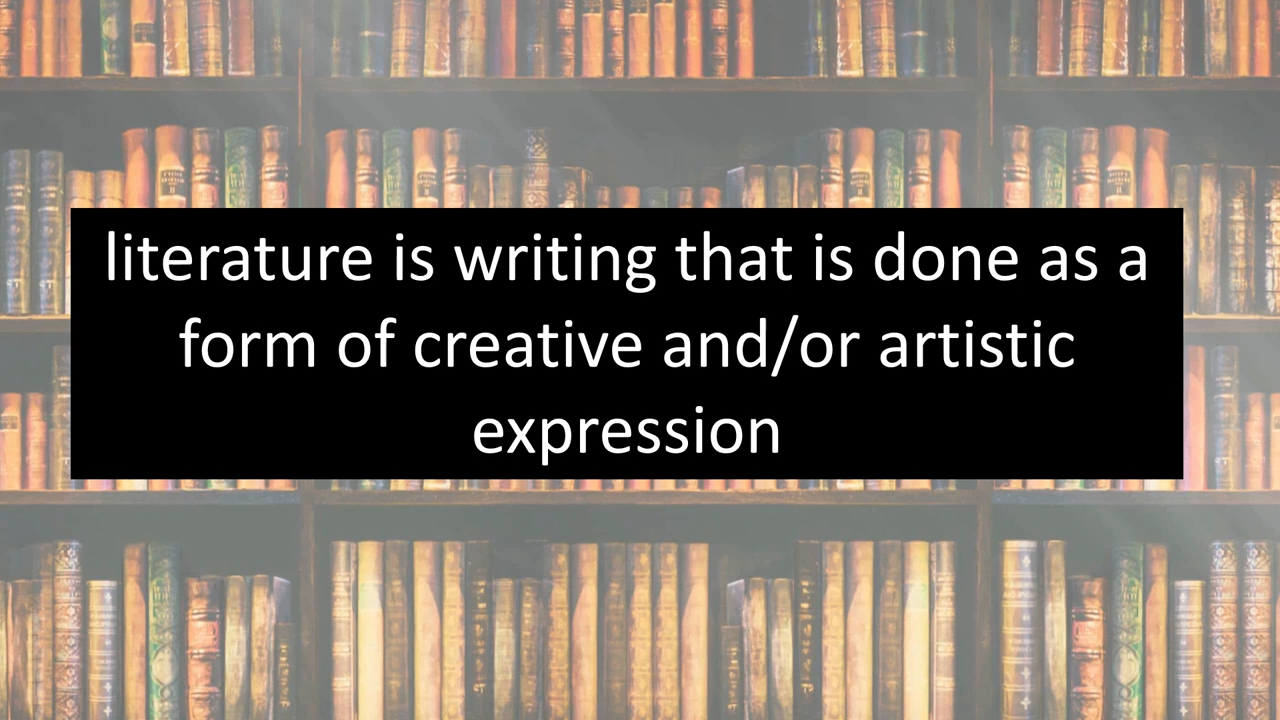 literature is writing that is done as a
form of creative and/or artistic
expression